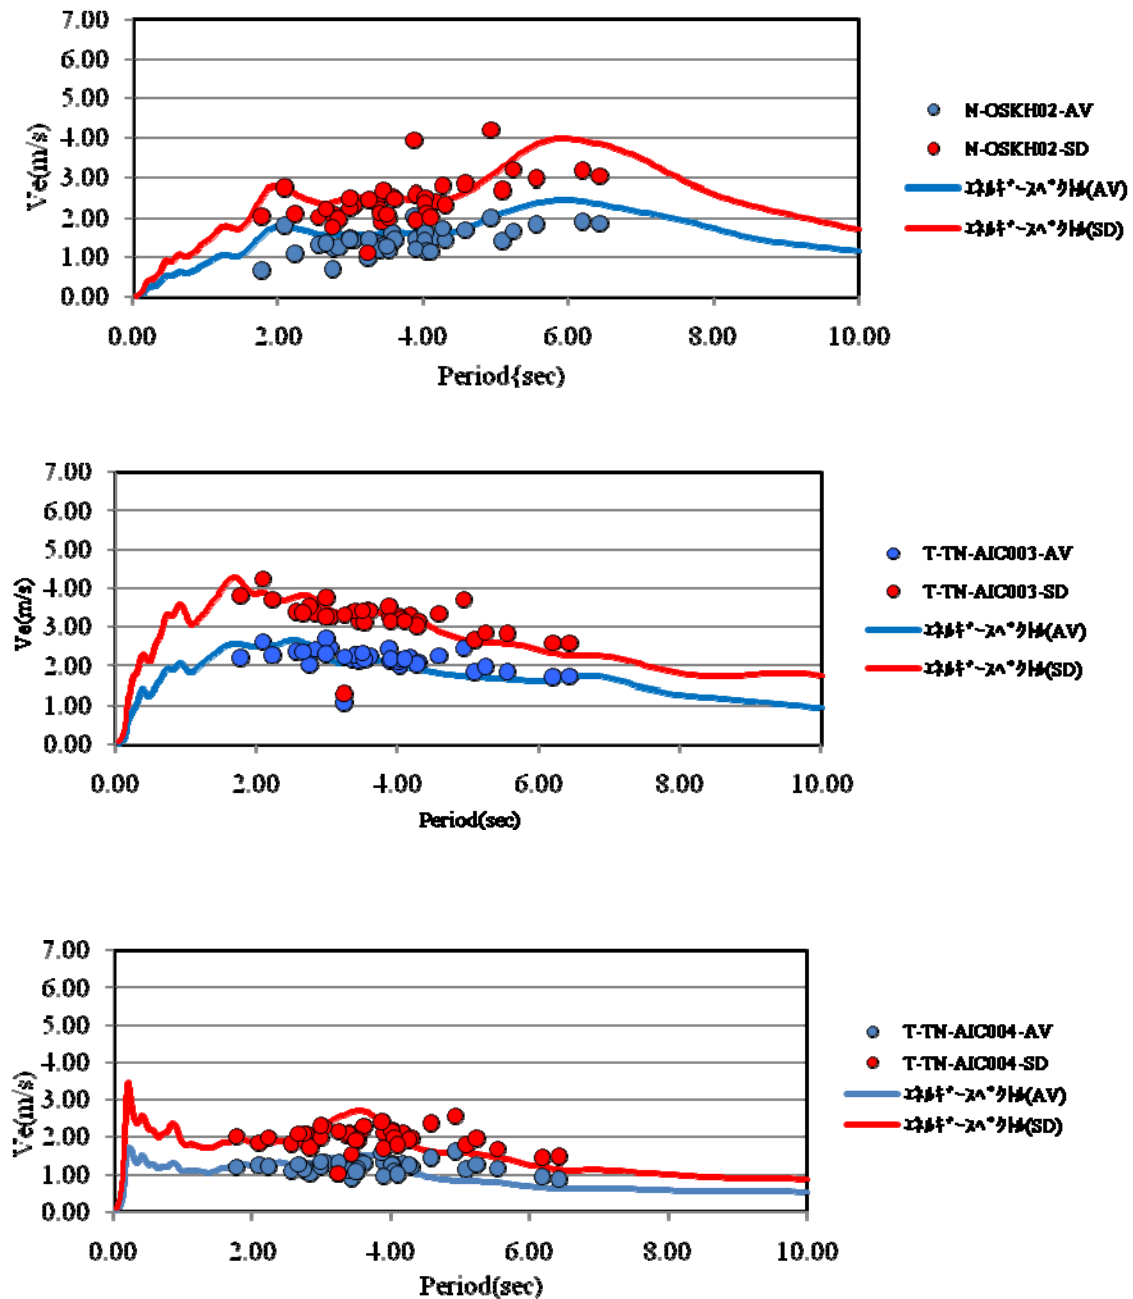 7.00
6.00
5.00
4.00
3.00
2.00
1.00
0.00
Ve(m/s)
0.00 2.00 4.00 6.00 8.00 10.00
Period{sec)
N-OSKH02-AV
N-OSKH02-SD
ｴﾈﾙｷﾞｰｽﾍﾟｸﾄﾙ(AV)
ｴﾈﾙｷﾞｰｽﾍﾟｸﾄﾙ(SD)
7.00
6.00
5.00
4.00
3.00
2.00
1.00
0.00
Ve(m/s)
0.00 2.00 4.00 6.00 8.00 10.00
Period(sec)
T-TN-AIC003-AV
T-TN-AIC003-SD
ｴﾈﾙｷﾞｰｽﾍﾟｸﾄﾙ(AV)
ｴﾈﾙｷﾞｰｽﾍﾟｸﾄﾙ(SD)
7.00
6.00
5.00
4.00
3.00
2.00
1.00
0.00
Ve(m/s)
0.00 2.00 4.00 6.00 8.00 10.00
Period(sec)
T-TN-AIC004-AV
T-TN-AIC004-SD
ｴﾈﾙｷﾞｰｽﾍﾟｸﾄﾙ(AV)
ｴﾈﾙｷﾞｰｽﾍﾟｸﾄﾙ(SD)